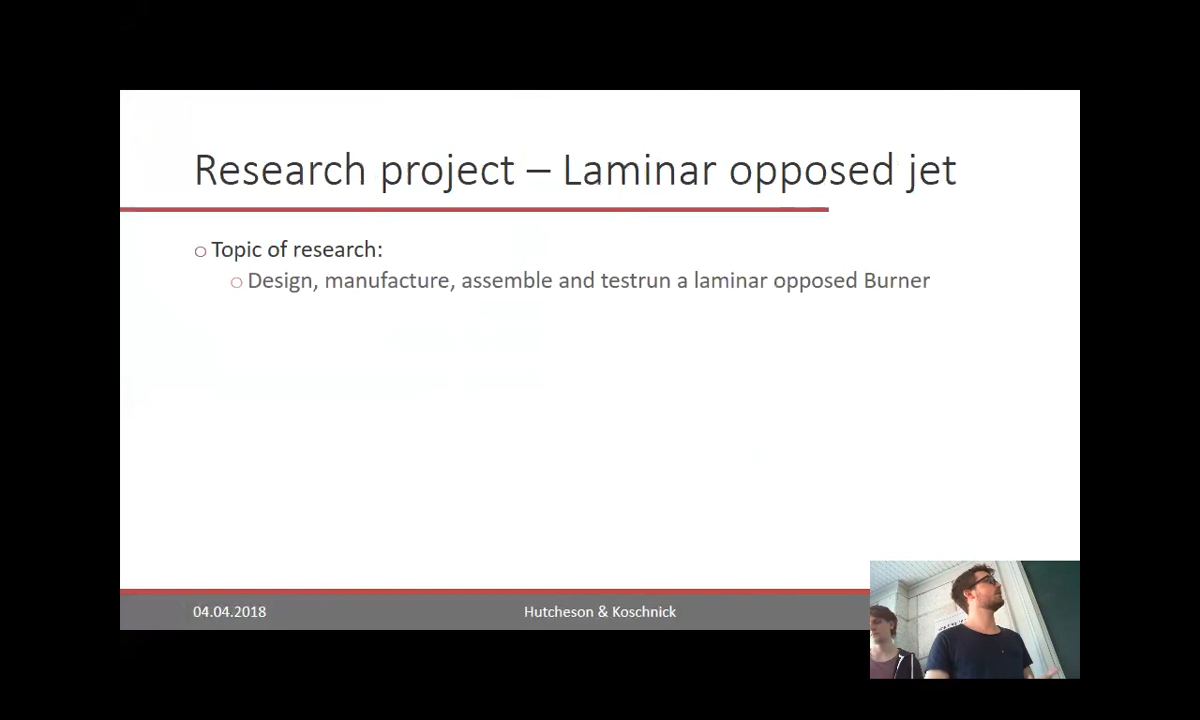 Research project – Laminar opposed jet
Topic of research:
Design, manufacture, assemble and testrun a laminar opposed Burner
04.04.2018
Hutcheson & Koschnick